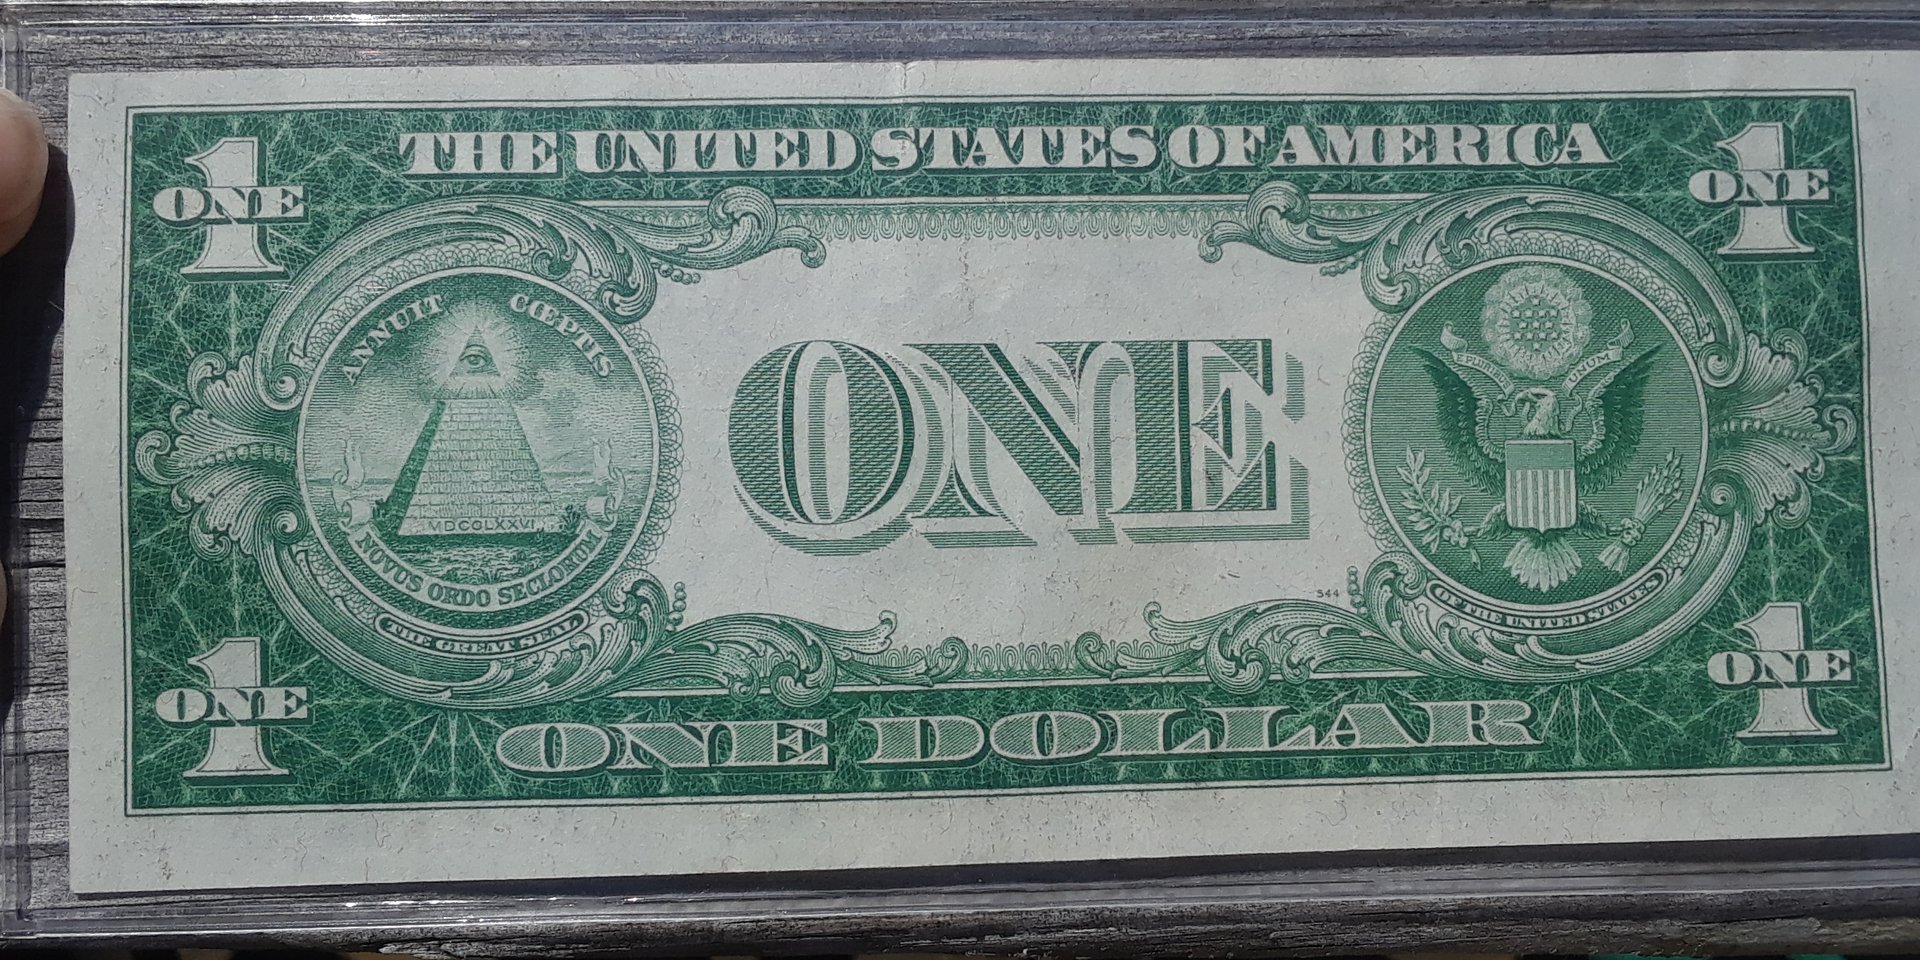 THE UNITED STATES OF AMERICA
1 ONE
1 ONE
ANNUIT CŒPTIS
E PLURIBUS UNUM
ONE
MDCCLXXVI
NOVUS ORDO SECLORUM
544
THE GREAT SEAL
OF THE UNITED STATES
1 ONE
1 ONE
ONE DOLLAR